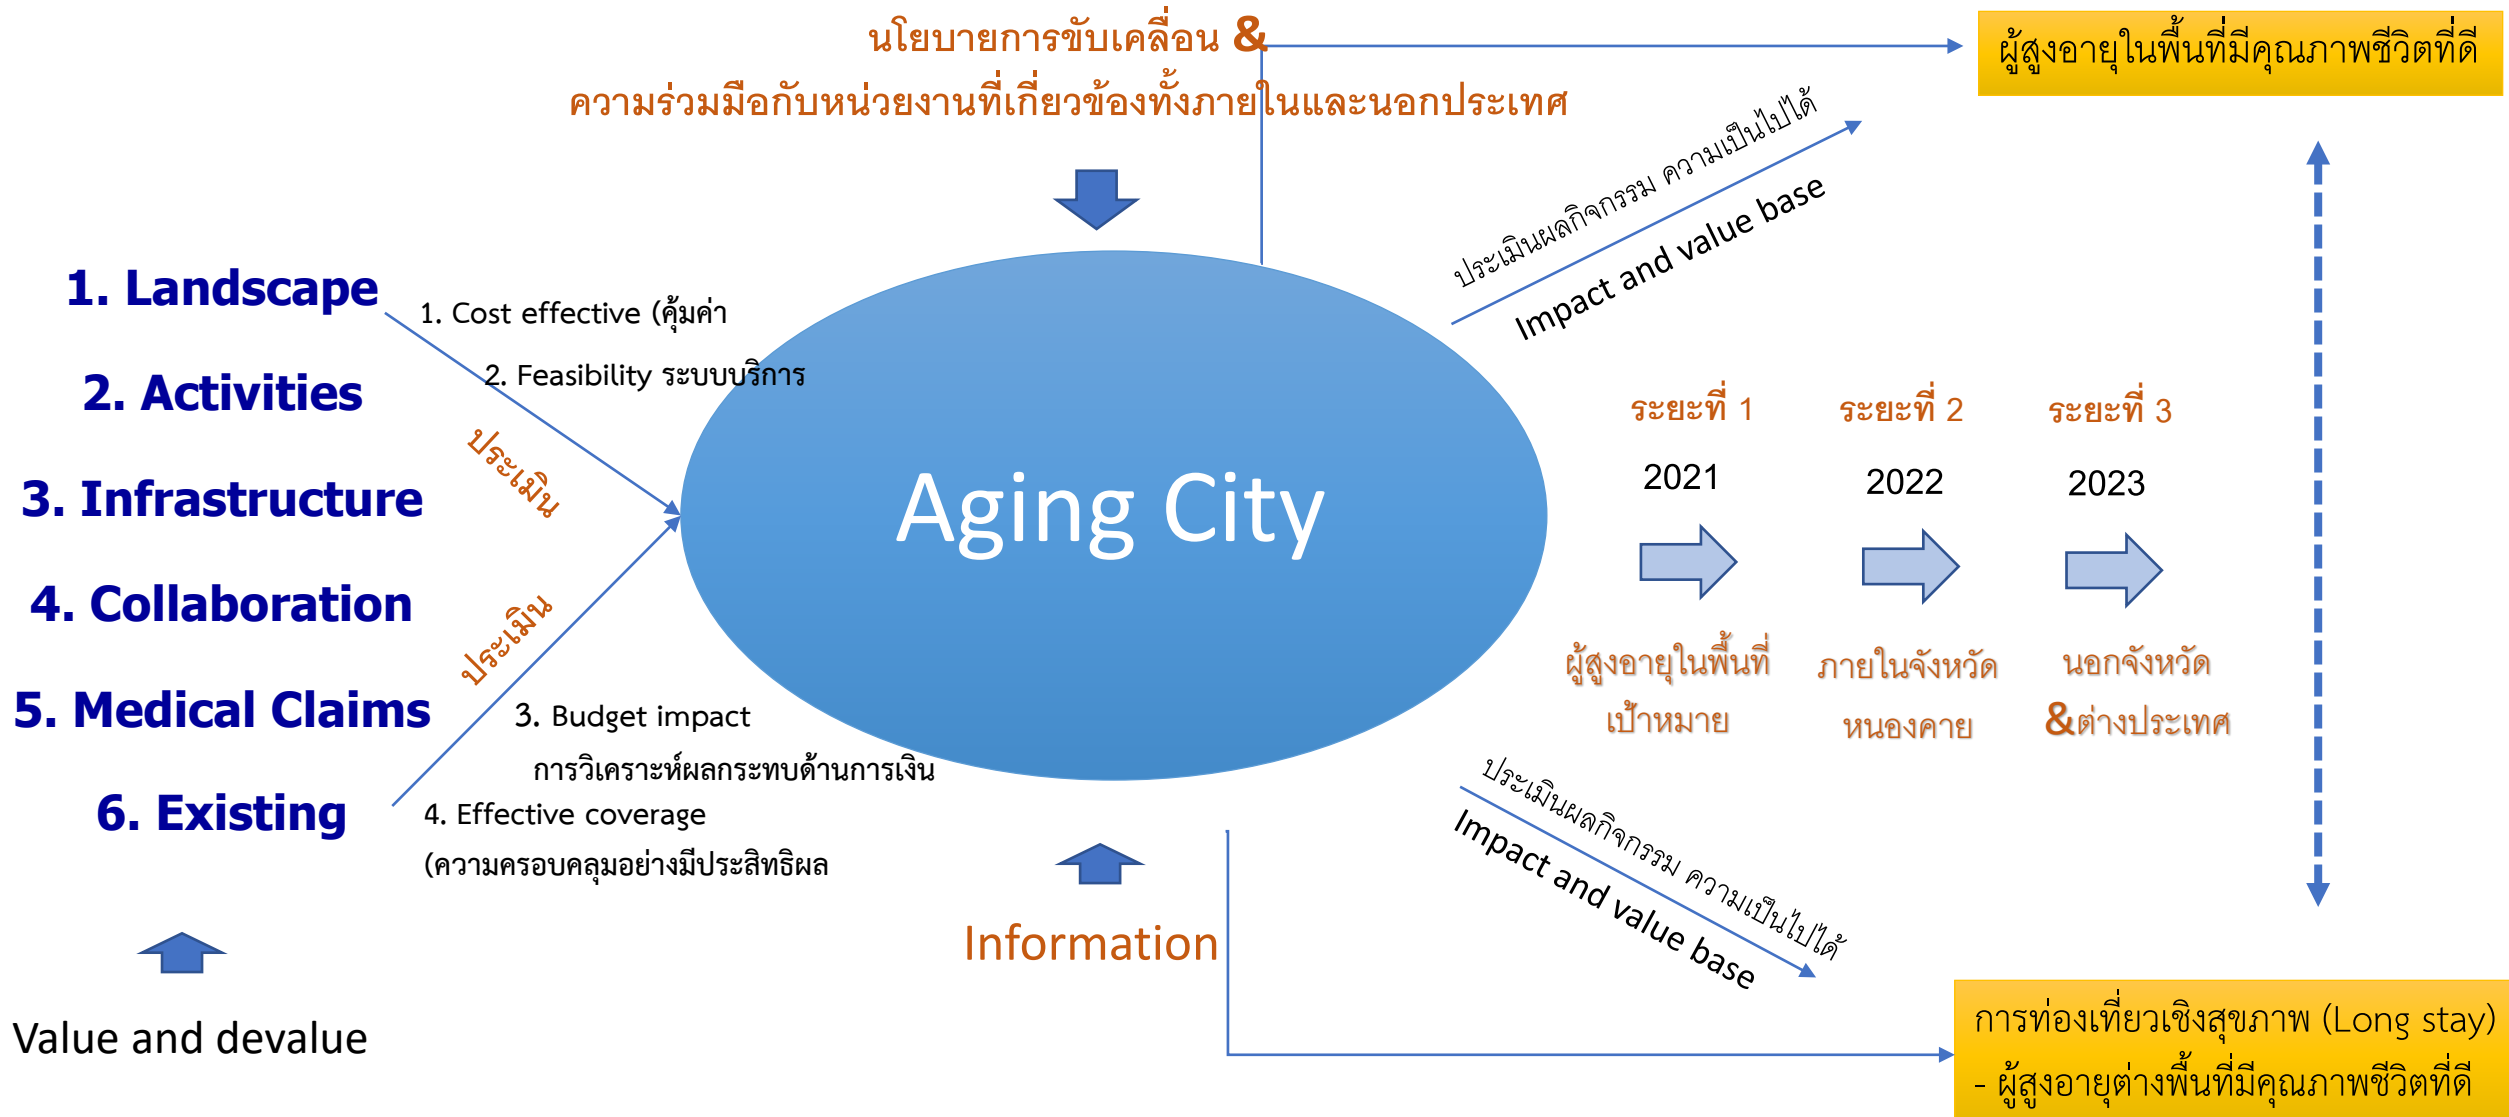 นโยบายการขับเคลื่อน &
ความร่วมมือกับหน่วยงานที่เกี่ยวข้องทั้งภายในและนอกประเทศ
ผู้สูงอายุในพื้นที่มีคุณภาพชีวิตที่ดี
1. Landscape
2. Activities
3. Infrastructure
4. Collaboration
5. Medical Claims
6. Existing
Value and devalue
1. Cost effective (คุ้มค่า
2. Feasibility ระบบบริการ
ประเมิน
ประเมิน
3. Budget impact
การวิเคราะห์ผลกระทบด้านการเงิน
4. Effective coverage
(ความครอบคลุมอย่างมีประสิทธิผล
Aging City
Information
ประเมินผลกิจกรรม ความเป็นไปได้
Impact and value base
ระยะที่ 1
ระยะที่ 2
ระยะที่ 3
2021
2022
2023
ผู้สูงอายุในพื้นที่
เป้าหมาย
ภายในจังหวัด
หนองคาย
นอกจังหวัด
&ต่างประเทศ
ประเมินผลกิจกรรม ความเป็นไปได้
Impact and value base
การท่องเที่ยวเชิงสุขภาพ (Long stay)
- ผู้สูงอายุต่างพื้นที่มีคุณภาพชีวิตที่ดี